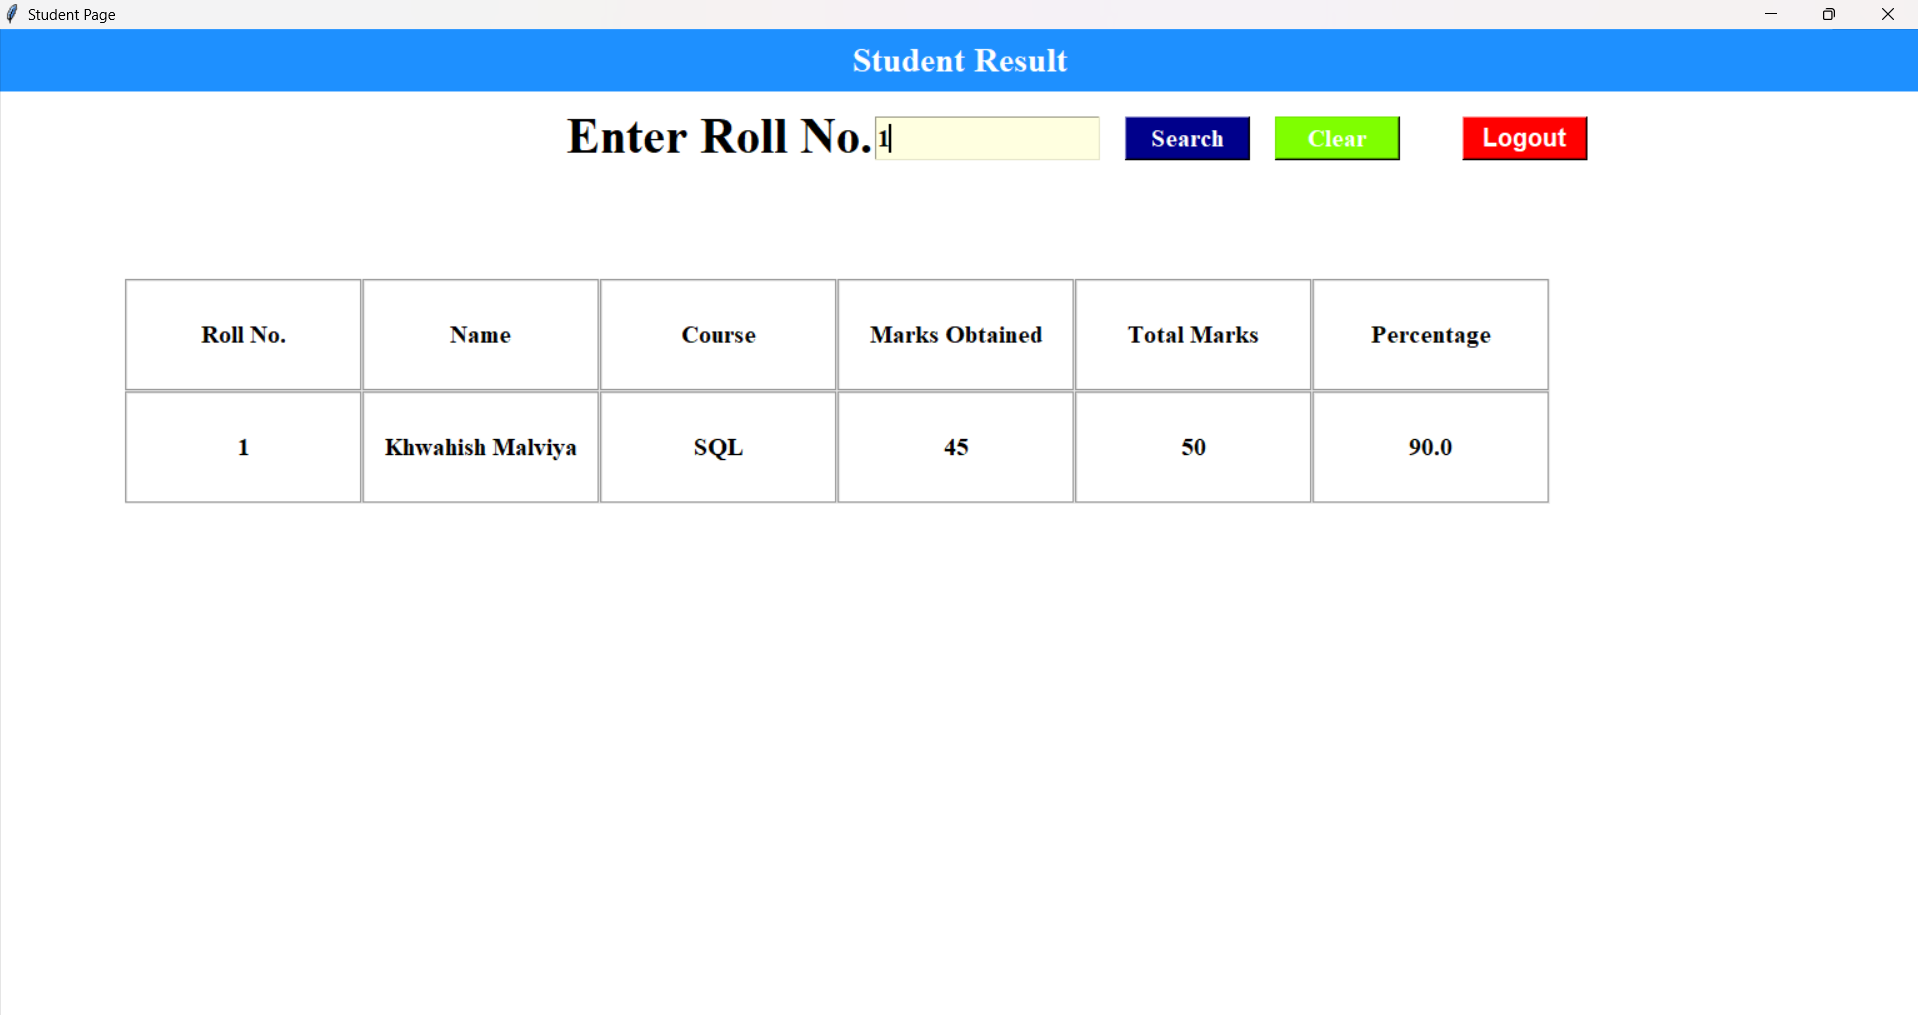 Student Page
Student Result
Enter Roll No. 1 Search Clear Logout
Roll No. Name Course Marks Obtained Total Marks Percentage
1 Khwahish Malviya SQL 45 50 90.0